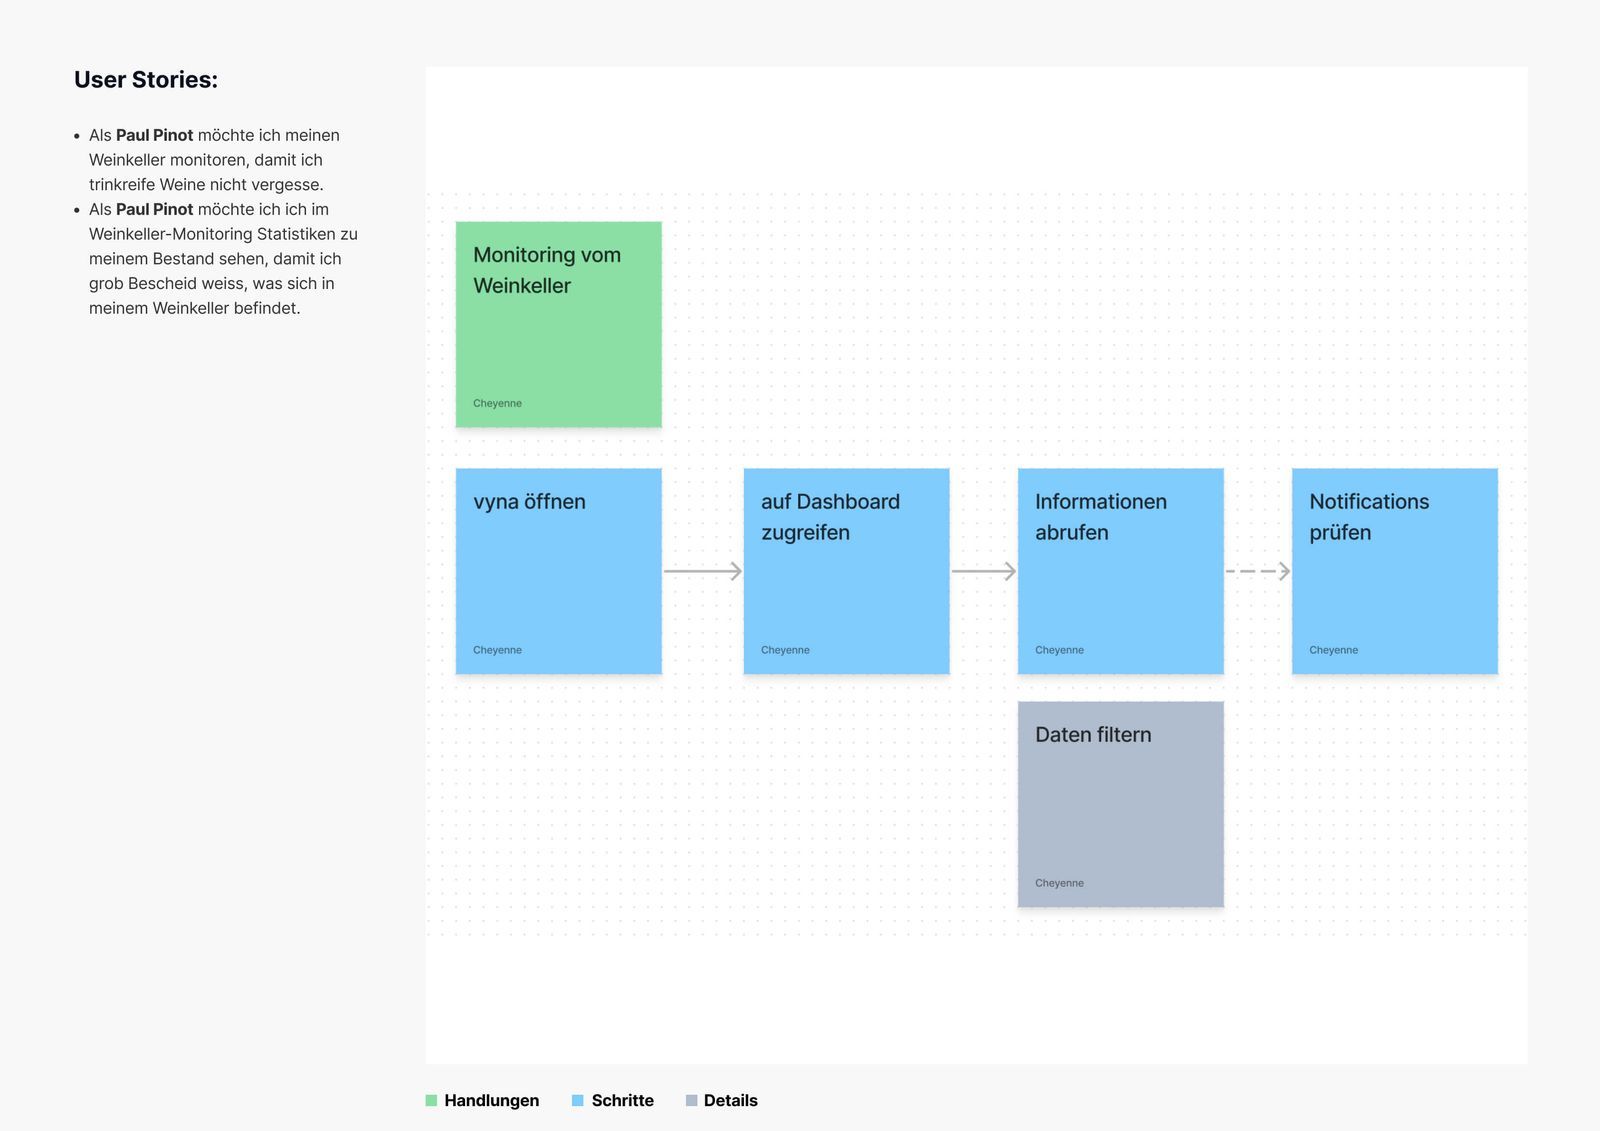 User Stories:
• Als Paul Pinot möchte ich meinen
Weinkeller monitoren, damit ich
trinkreife Weine nicht vergesse.
• Als Paul Pinot möchte ich ich im
Weinkeller-Monitoring Statistiken zu
meinem Bestand sehen, damit ich
grob Bescheid weiss, was sich in
meinem Weinkeller befindet.
Monitoring vom
Weinkeller
Cheyenne
vyna öffnen
Cheyenne
auf Dashboard
zugreifen
Cheyenne
Informationen
abrufen
Cheyenne
Notifications
prüfen
Cheyenne
Daten filtern
Cheyenne
Handlungen
Schritte
Details